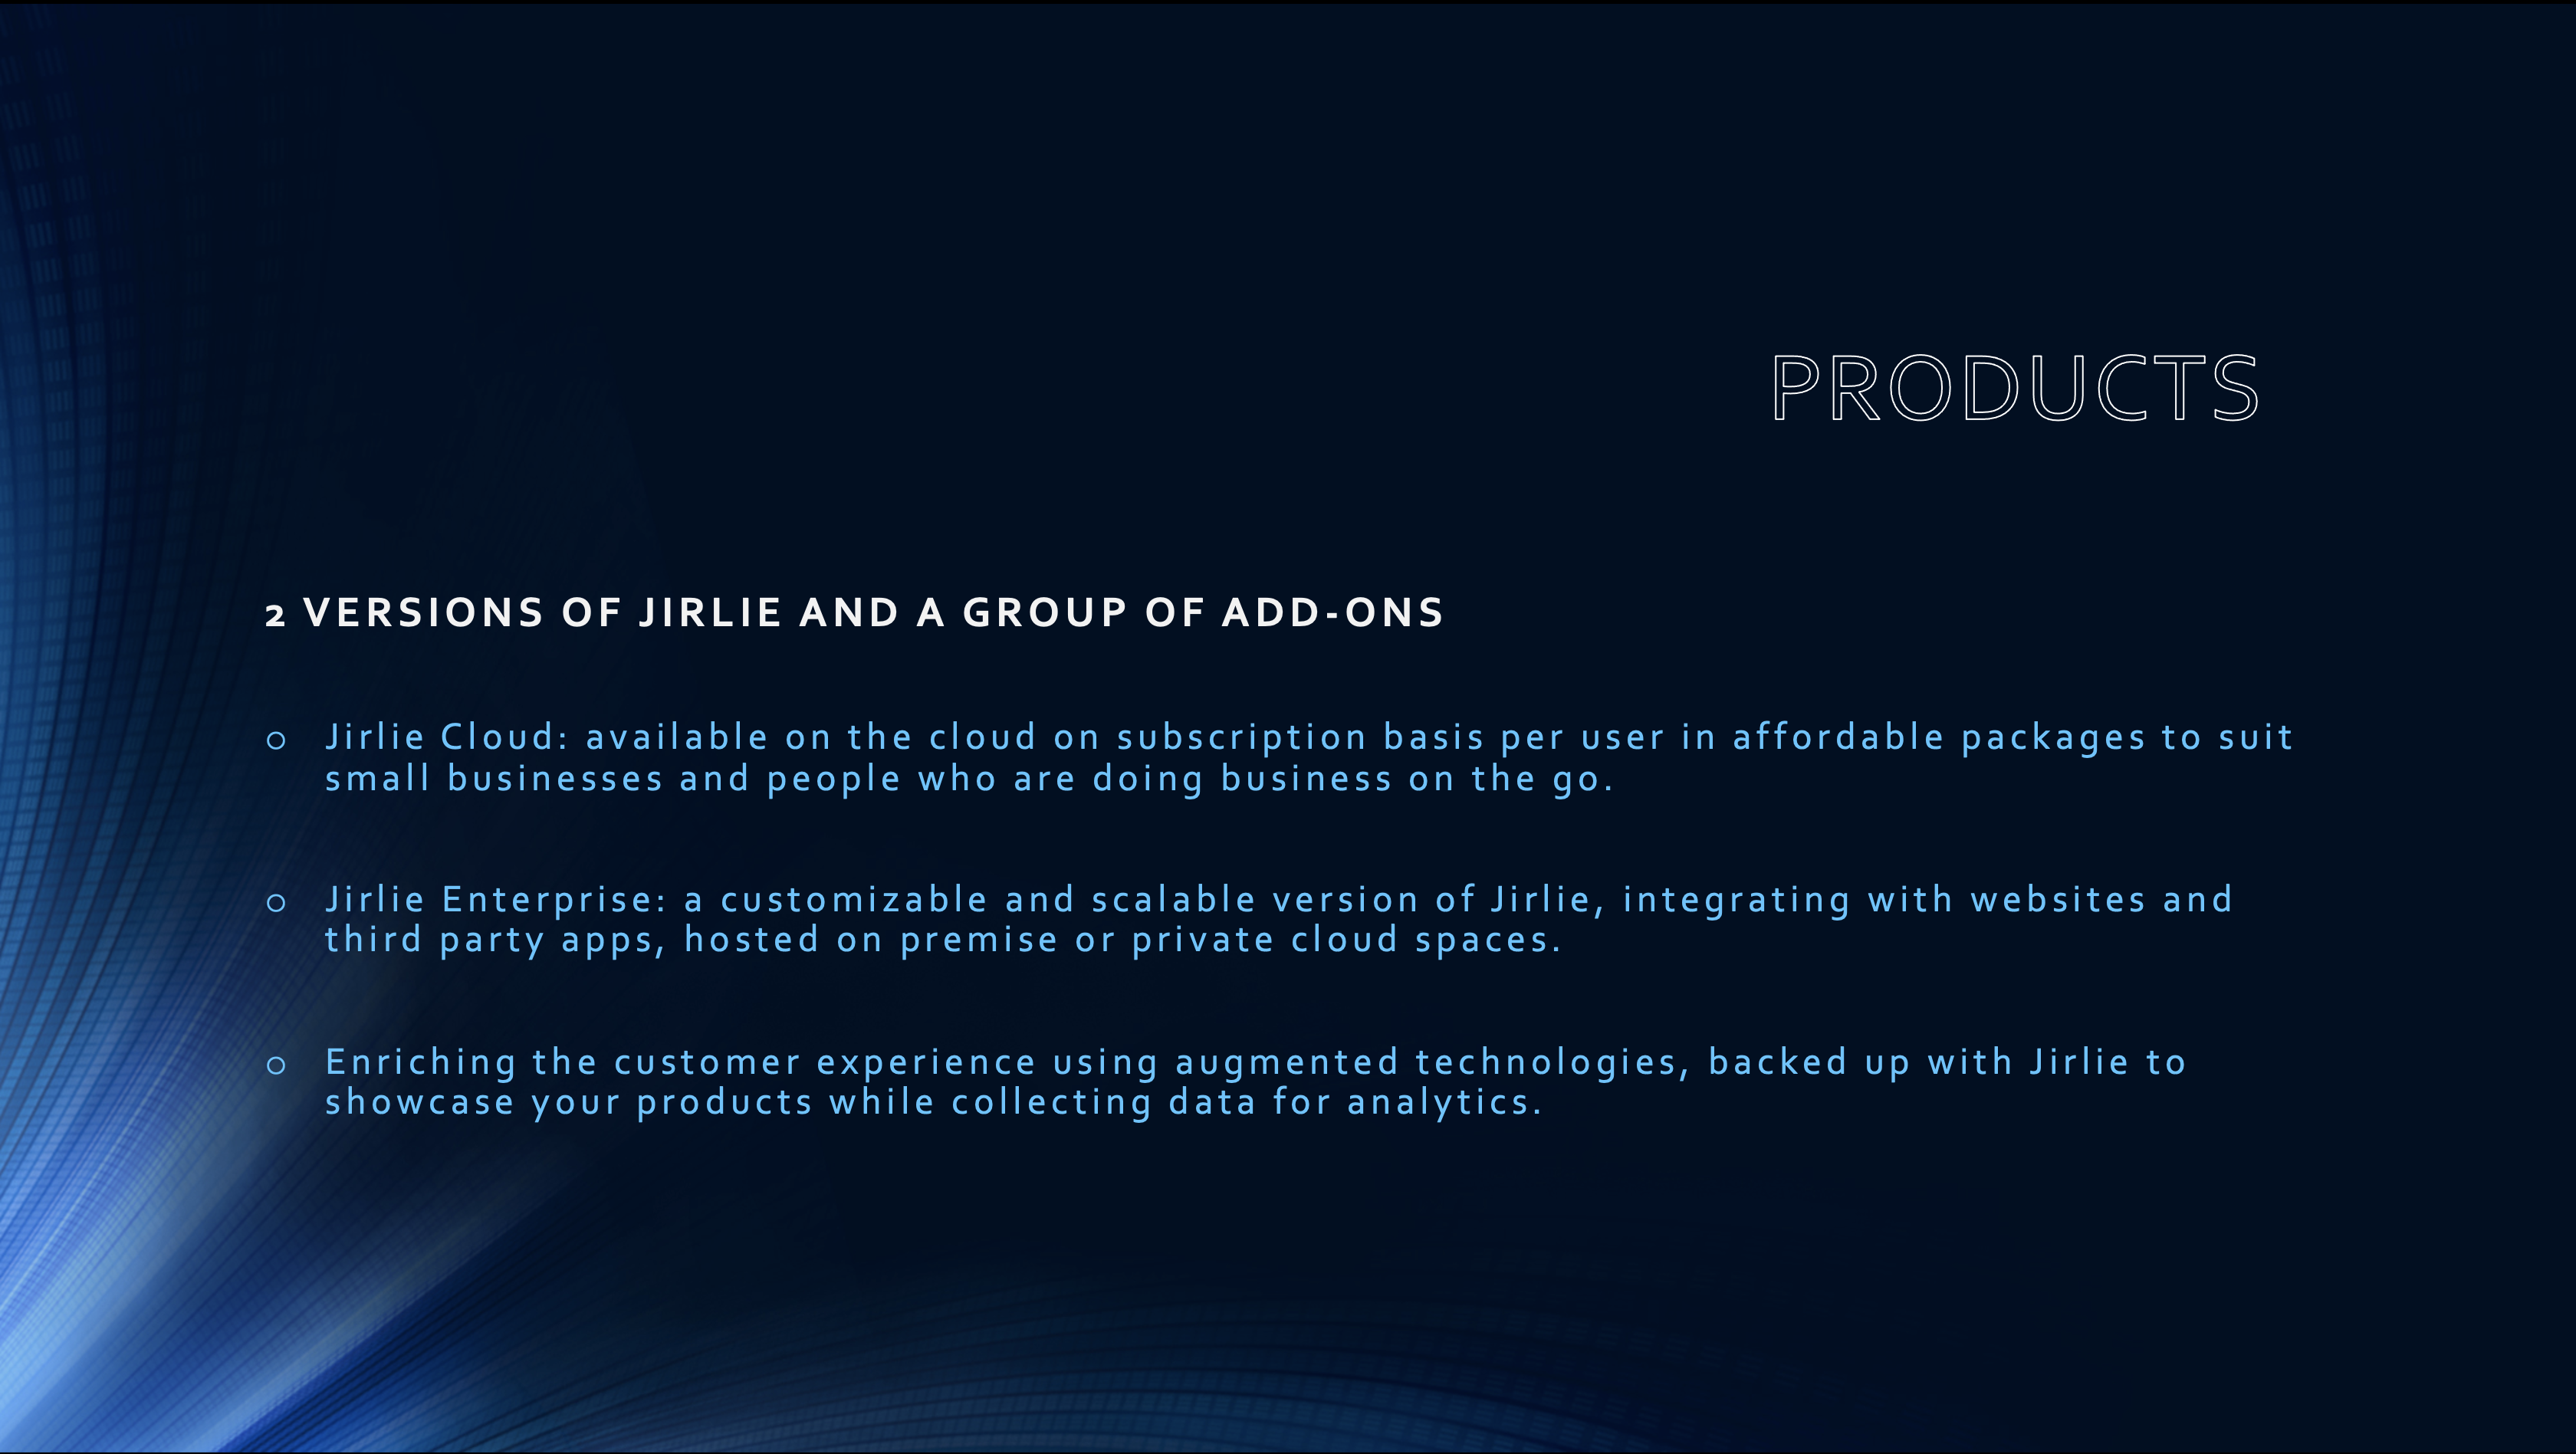 PRODUCTS
2 VERSIONS OF JIRLIE AND A GROUP OF ADD-ONS
o Jirlie Cloud: available on the cloud on subscription basis per user in affordable packages to suit
small businesses and people who are doing business on the go.
o Jirlie Enterprise: a customizable and scalable version of Jirlie, integrating with websites and
third party apps, hosted on premise or private cloud spaces.
o Enriching the customer experience using augmented technologies, backed up with Jirlie to
showcase your products while collecting data for analytics.